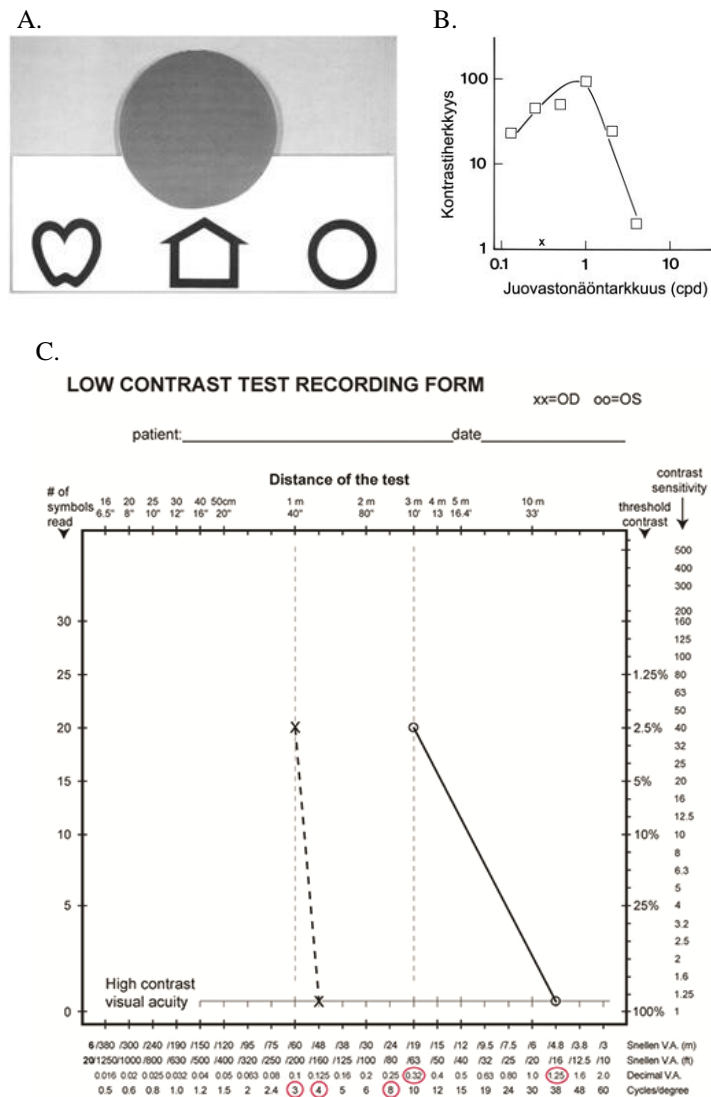 A.
B.
Kontrastiherkkyys
100
10
1
x
0.1 1 10
Juovastonäöntarkkuus (cpd)
C.
LOW CONTRAST TEST RECORDING FORM
xx=OD oo=OS
patient: date
Distance of the test
# of symbols read
threshold contrast
contrast sensitivity
16 20 25 30 40 50cm 1 m 2 m 3 m 4 m 5 m 10 m
6.5" 8" 10" 12" 16" 20" 40" 80" 10' 13 16.4' 33'
500
400
300
200
30 160
125
100
25 1.25% 80
63
50
20 2.5% 40
32
25
15 5% 20
16
12.5
10 10% 10
8
6.3
5
5 25% 4
3.2
2.5
2
1.6
High contrast
visual acuity
1.25
0 100% 1
6/380 /300 /240 /190 /150 /120 /95 /75 /60 /48 /38 /30 /24 /19 /15 /12 /9.5 /7.5 /6 /4.8 /3.8 /3 Snellen V.A. (m)
20/1250 /1000 /800 /630 /500 /400 /320 /250 /200 /160 /125 /100 /80 /63 /50 /40 /32 /25 /20 /16 /12.5 /10 Snellen V.A. (ft)
0.016 0.02 0.025 0.032 0.04 0.05 0.063 0.08 0.1 0.125 0.16 0.2 0.25 0.32 0.4 0.5 0.63 0.80 1.0 1.25 1.6 2.0 Decimal V.A.
0.5 0.6 0.8 1.0 1.2 1.5 2 2.4 3 4 5 6 8 10 12 15 19 24 30 38 48 60 Cycles/degree